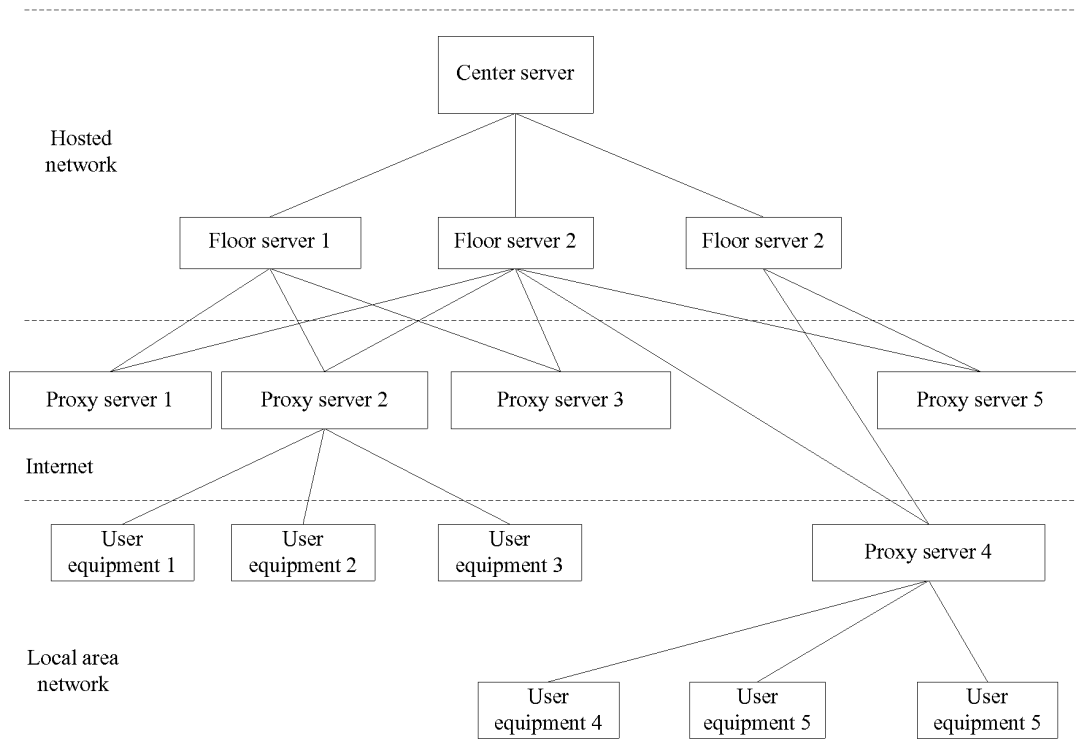 Center server
Hosted
network
Floor server 1
Floor server 2
Floor server 2
Proxy server 1
Proxy server 2
Proxy server 3
Proxy server 5
Internet
User
equipment 1
User
equipment 2
User
equipment 3
Proxy server 4
Local area
network
User
equipment 4
User
equipment 5
User
equipment 5